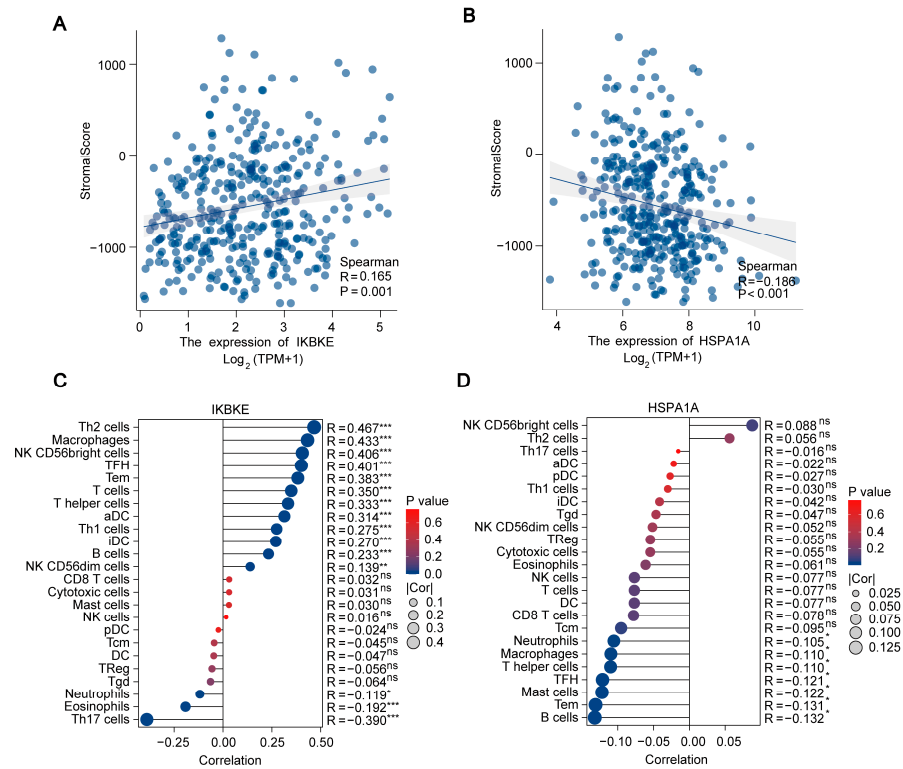 A
StromalScore
1000
0
−1000
Spearman
R = 0.165
P = 0.001
0 1 2 3 4 5
The expression of IKBKE
Log2 (TPM+1)
B
StromalScore
1000
0
−1000
Spearman
R = −0.186
P < 0.001
4 6 8 10
The expression of HSPA1A
Log2 (TPM+1)
C
IKBKE
Th2 cells R = 0.467***
Macrophages R = 0.433***
NK CD56bright cells R = 0.406***
TFH R = 0.401***
Tem R = 0.383***
T cells R = 0.350***
T helper cells R = 0.333***
aDC R = 0.314***
Th1 cells R = 0.275***
iDC R = 0.270***
B cells R = 0.233***
NK CD56dim cells R = 0.139**
CD8 T cells R = 0.032ns
Cytotoxic cells R = 0.031ns
Mast cells R = 0.030ns
NK cells R = 0.016ns
pDC R = −0.024ns
Tcm R = −0.045ns
DC R = −0.047ns
TReg R = −0.056ns
Tgd R = −0.064ns
Neutrophils R = −0.119*
Eosinophils R = −0.192***
Th17 cells R = −0.390***
−0.25 0.00 0.25 0.50
Correlation
P value
0.6
0.4
0.2
0.0
|Cor|
0.1
0.2
0.3
0.4
D
HSPA1A
NK CD56bright cells R = 0.088ns
Th2 cells R = 0.056ns
Th17 cells R = −0.016ns
aDC R = −0.022ns
pDC R = −0.027ns
Th1 cells R = −0.030ns
iDC R = −0.042ns
Tgd R = −0.047ns
NK CD56dim cells R = −0.052ns
TReg R = −0.055ns
Cytotoxic cells R = −0.055ns
Eosinophils R = −0.061ns
NK cells R = −0.077ns
T cells R = −0.077ns
DC R = −0.077ns
CD8 T cells R = −0.078ns
Tcm R = −0.095ns
Neutrophils R = −0.105*
Macrophages R = −0.110*
T helper cells R = −0.110*
TFH R = −0.121*
Mast cells R = −0.122*
Tem R = −0.131*
B cells R = −0.132*
−0.10 −0.05 0.00 0.05
Correlation
P value
0.6
0.4
0.2
|Cor|
0.025
0.050
0.075
0.100
0.125